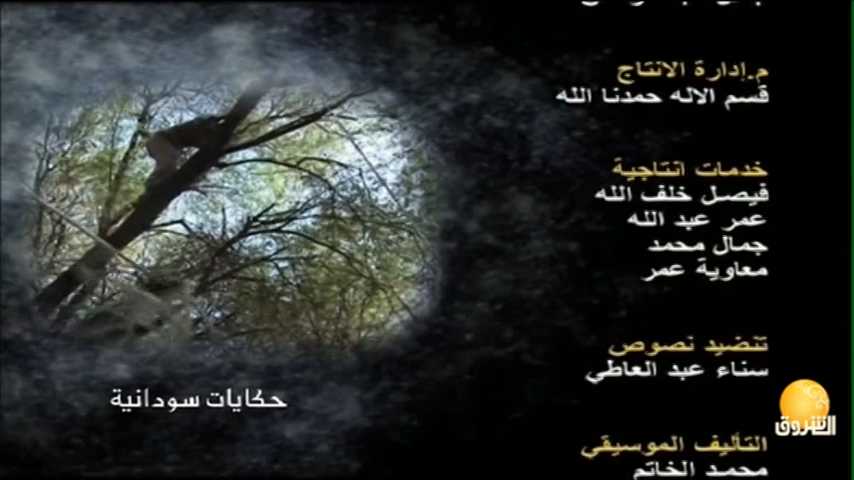 م.إدارة الانتاج
قسم الاله حمدنا الله
خدمات انتاجية
فيصل خلف الله
عمر عبد الله
جمال محمد
معاوية عمر
تنضيد نصوص
سناء عبد العاطي
التأليف الموسيقي
محمد الخاتم
حكايات سودانية
الشروق